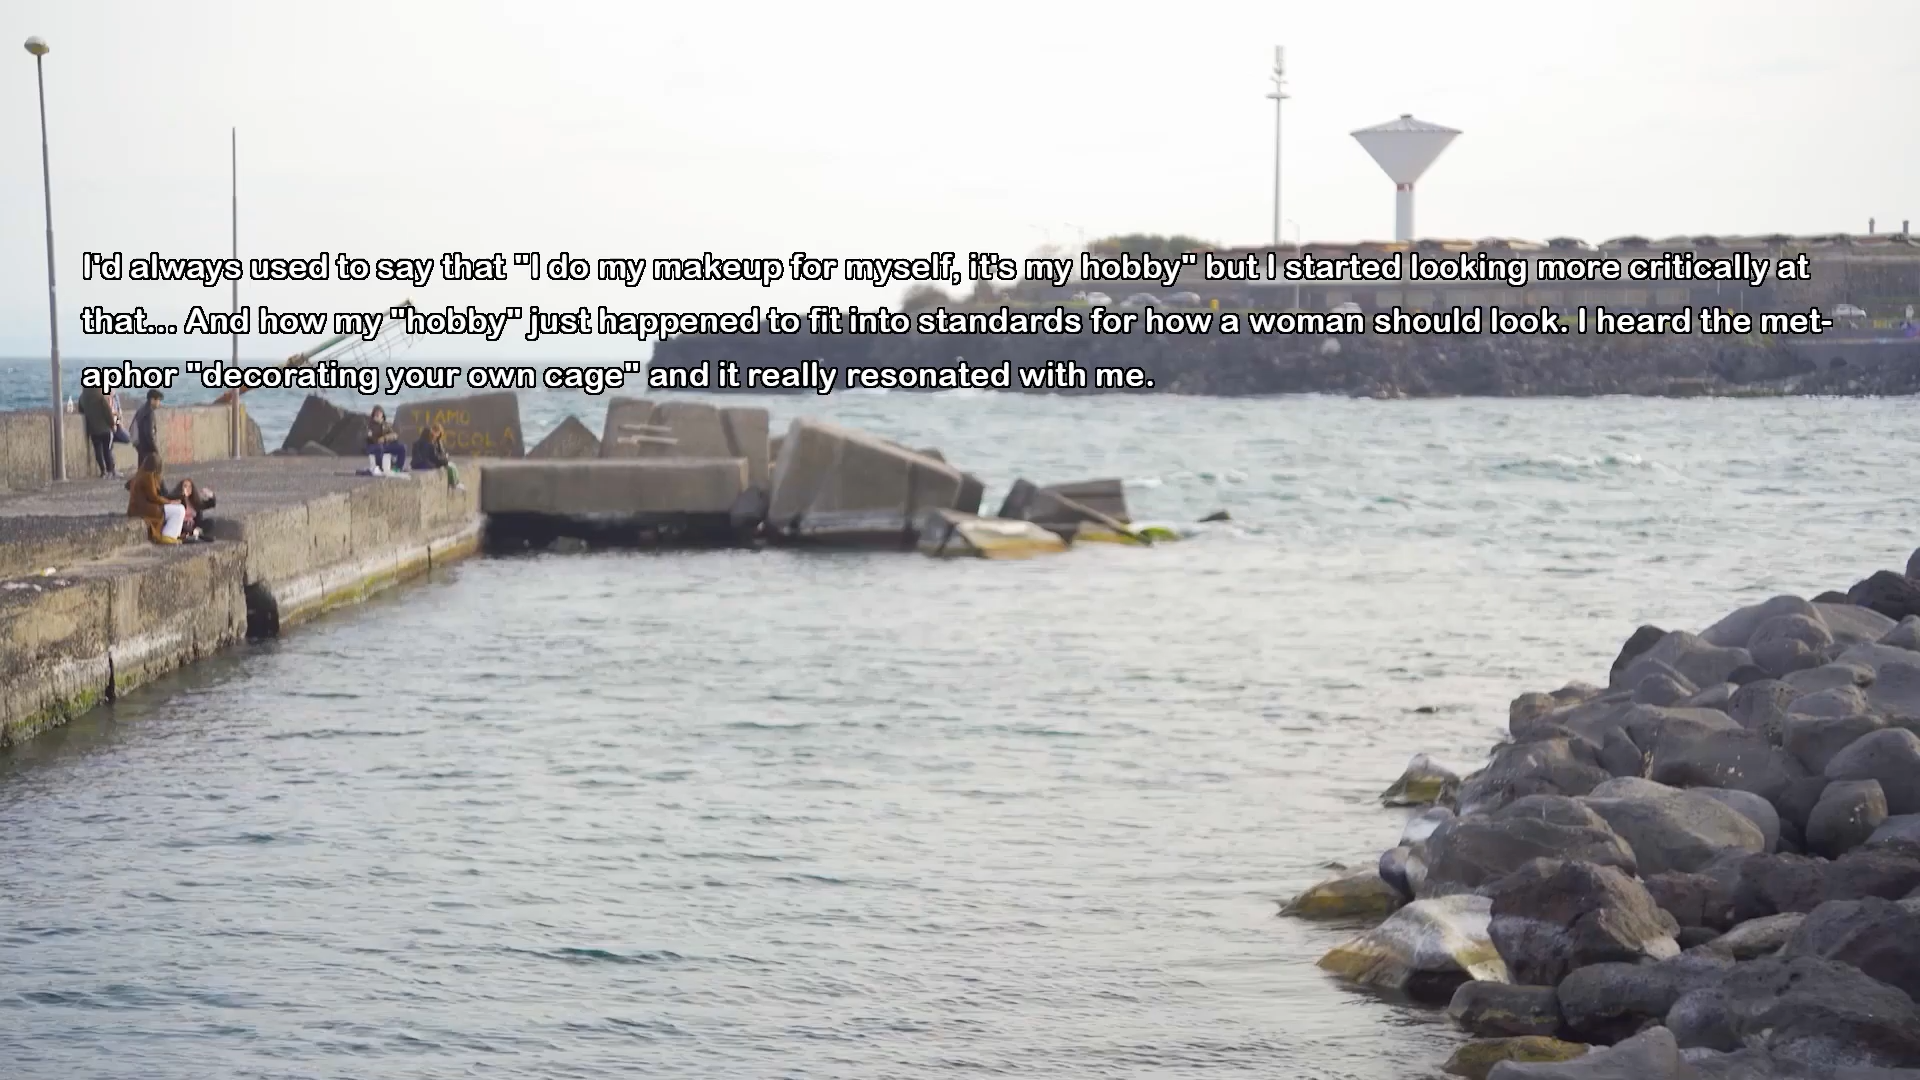 I'd always used to say that "I do my makeup for myself, it's my hobby" but I started looking more critically at
that... And how my "hobby" just happened to fit into standards for how a woman should look. I heard the met-
aphor "decorating your own cage" and it really resonated with me.
TIAMO